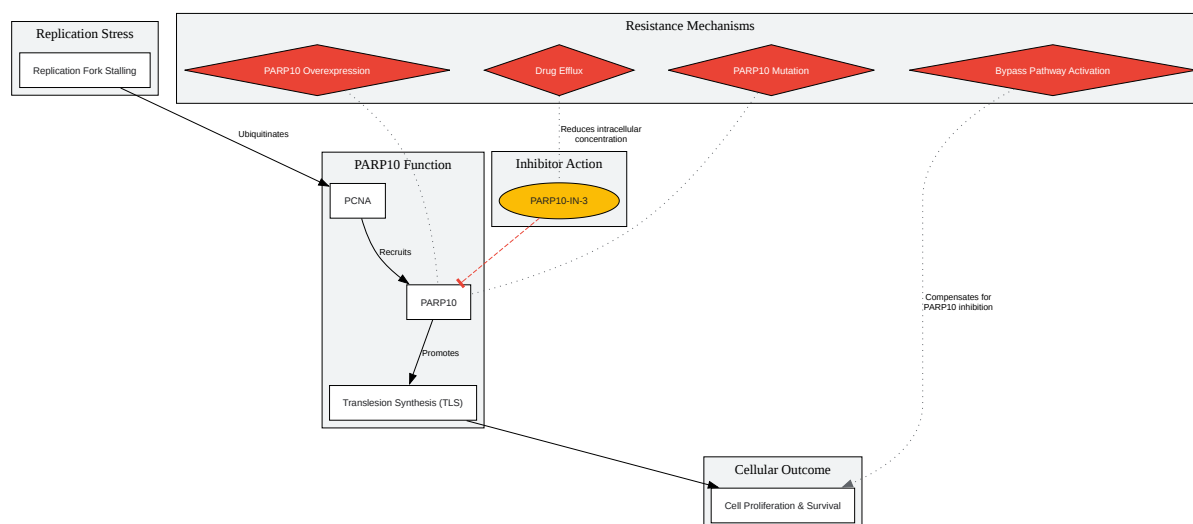 Replication Stress
Resistance Mechanisms
Replication Fork Stalling
PARP10 Overexpression
Drug Efflux
PARP10 Mutation
Bypass Pathway Activation
Ubiquitinates
Reduces intracellular
concentration
PARP10 Function
Inhibitor Action
PCNA
PARP10-IN-3
Recruits
PARP10
Compensates for
PARP10 inhibition
Promotes
Translesion Synthesis (TLS)
Cellular Outcome
Cell Proliferation & Survival